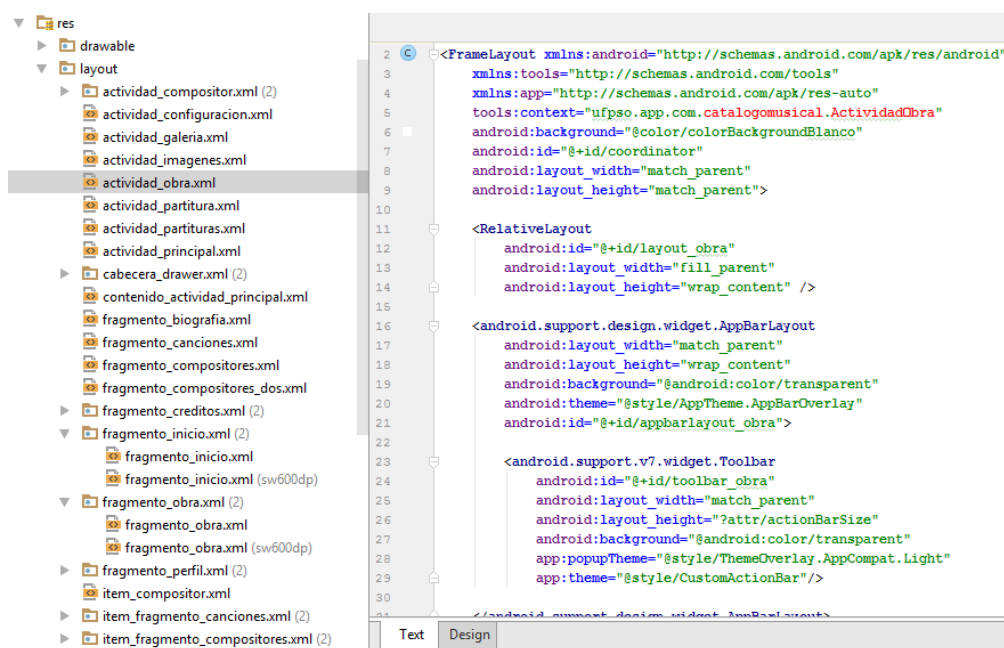 res
drawable
layout
actividad_compositor.xml (2)
actividad_configuracion.xml
actividad_galeria.xml
actividad_imagenes.xml
actividad_obra.xml
actividad_partitura.xml
actividad_partituras.xml
actividad_principal.xml
cabecera_drawer.xml (2)
contenido_actividad_principal.xml
fragmento_biografia.xml
fragmento_canciones.xml
fragmento_compositores.xml
fragmento_compositores_dos.xml
fragmento_creditos.xml (2)
fragmento_inicio.xml (2)
fragmento_inicio.xml
fragmento_inicio.xml (sw600dp)
fragmento_obra.xml (2)
fragmento_obra.xml
fragmento_obra.xml (sw600dp)
fragmento_perfil.xml (2)
item_compositor.xml
item_fragmento_canciones.xml (2)
item_fragmento_compositores.xml (2)
2 C <FrameLayout xmlns:android="http://schemas.android.com/apk/res/android"
3 xmlns:tools="http://schemas.android.com/tools"
4 xmlns:app="http://schemas.android.com/apk/res-auto"
5 tools:context="ufpso.app.com.catalogomusical.ActividadObra"
6 android:background="@color/colorBackgroundBlanco"
7 android:id="@+id/coordinator"
8 android:layout_width="match_parent"
9 android:layout_height="match_parent">
10
11 <RelativeLayout
12 android:id="@+id/layout_obra"
13 android:layout_width="fill_parent"
14 android:layout_height="wrap_content" />
15
16 <android.support.design.widget.AppBarLayout
17 android:layout_width="match_parent"
18 android:layout_height="wrap_content"
19 android:background="@android:color/transparent"
20 android:theme="@style/AppTheme.AppBarOverlay"
21 android:id="@+id/appbarlayout_obra">
22
23 <android.support.v7.widget.Toolbar
24 android:id="@+id/toolbar_obra"
25 android:layout_width="match_parent"
26 android:layout_height="?attr/actionBarSize"
27 android:background="@android:color/transparent"
28 app:popupTheme="@style/ThemeOverlay.AppCompat.Light"
29 app:theme="@style/CustomActionBar"/>
30
31 </android.support.design.widget.AppBarLayout>
Text Design